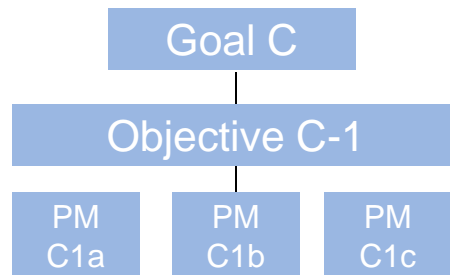 Goal C
Objective C-1
PM
C1a
PM
C1b
PM
C1c